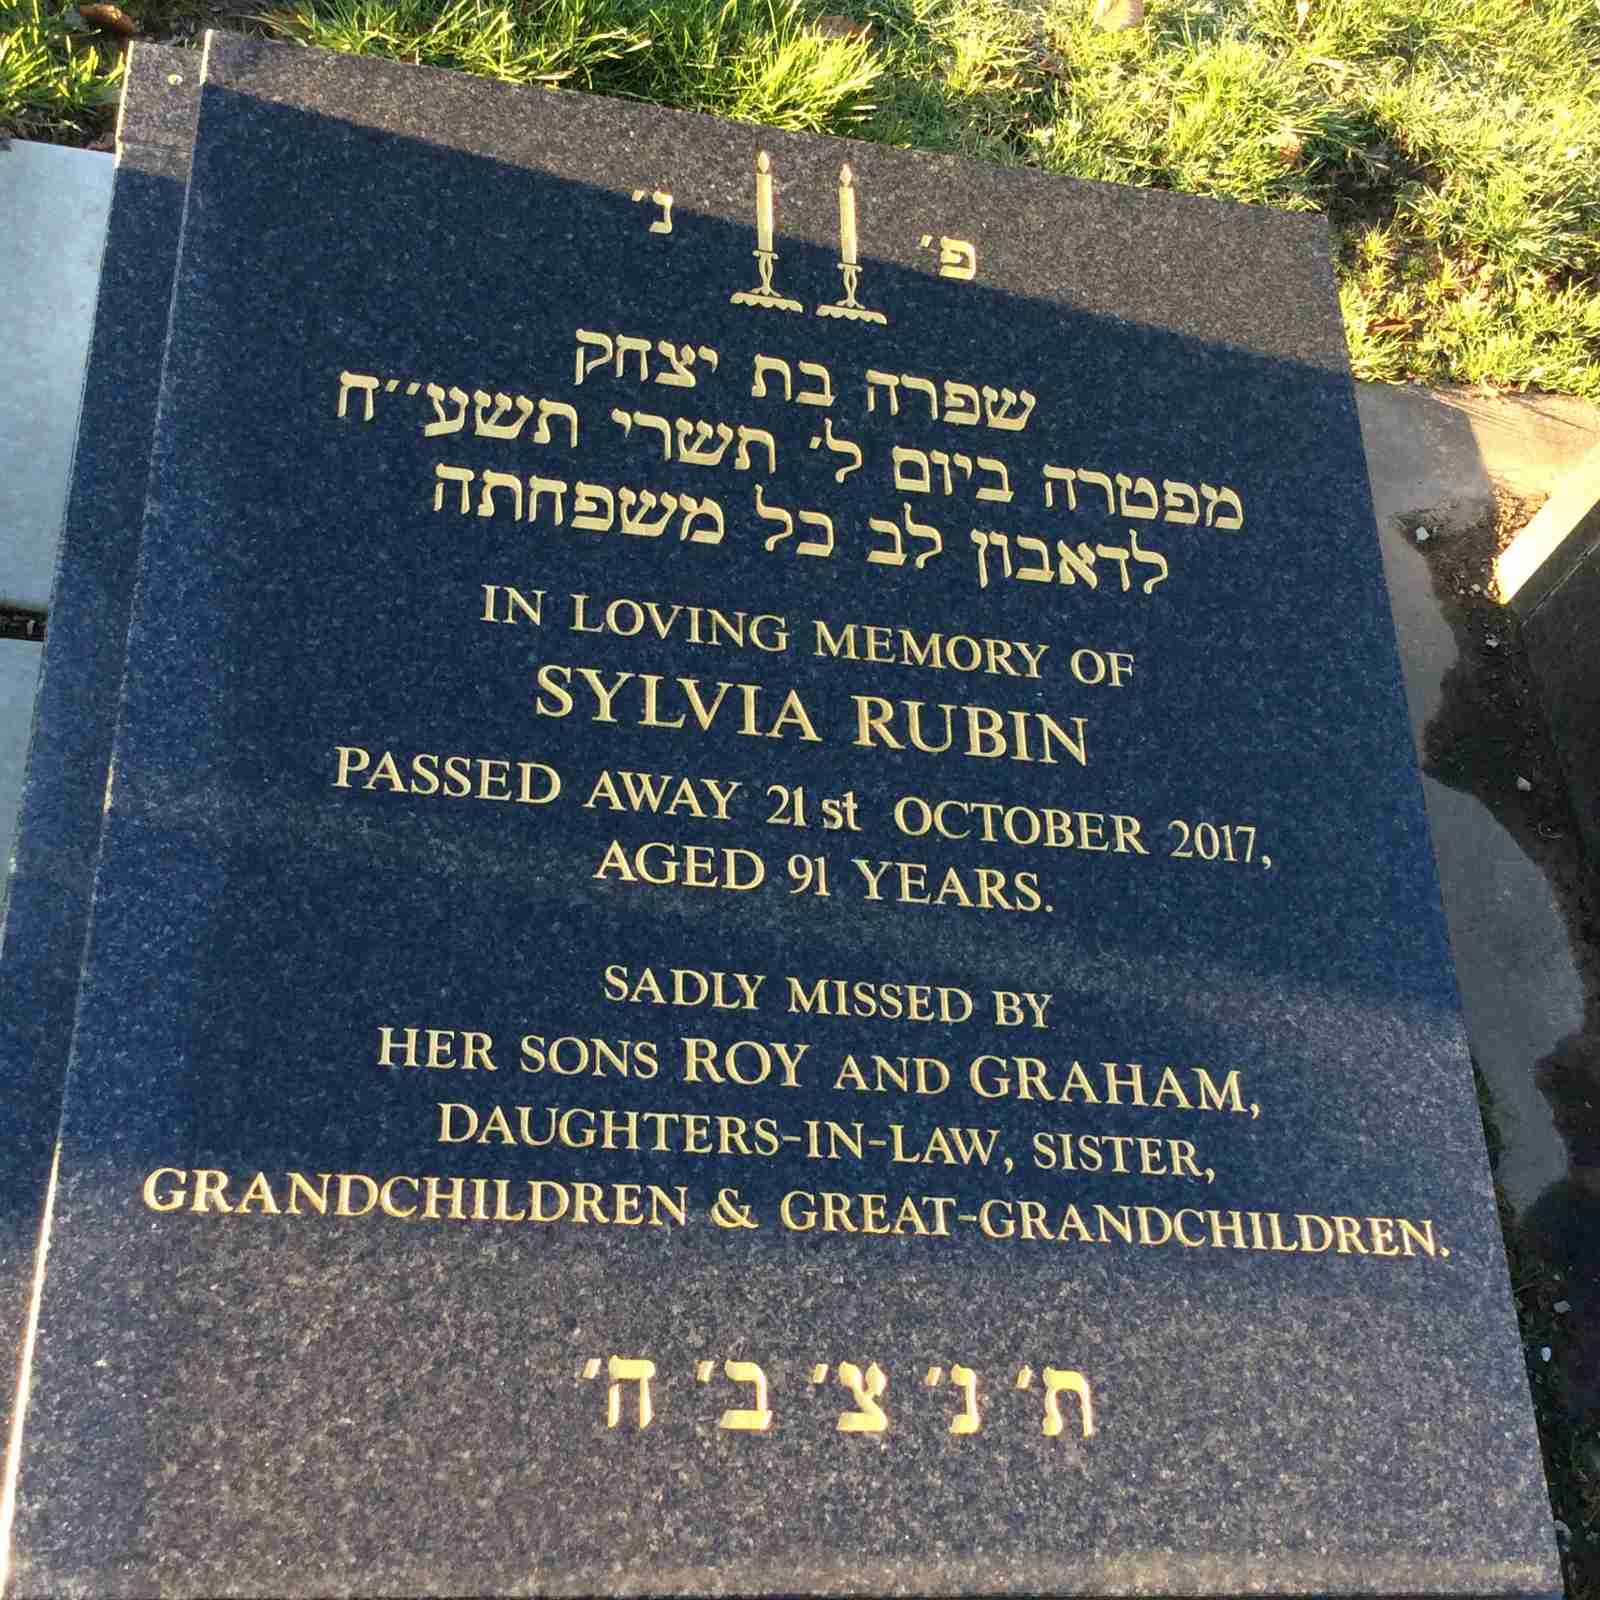 פ׳ נ׳
שפרה בת יצחק
מפטרה ביום ל׳ תשרי תשע״ח
לדאבון לב כל משפחתה
IN LOVING MEMORY OF
SYLVIA RUBIN
PASSED AWAY 21st OCTOBER 2017,
AGED 91 YEARS.
SADLY MISSED BY
HER SONS ROY AND GRAHAM,
DAUGHTERS-IN-LAW, SISTER,
GRANDCHILDREN & GREAT-GRANDCHILDREN.
ת׳ נ׳ צ׳ ב׳ ה׳